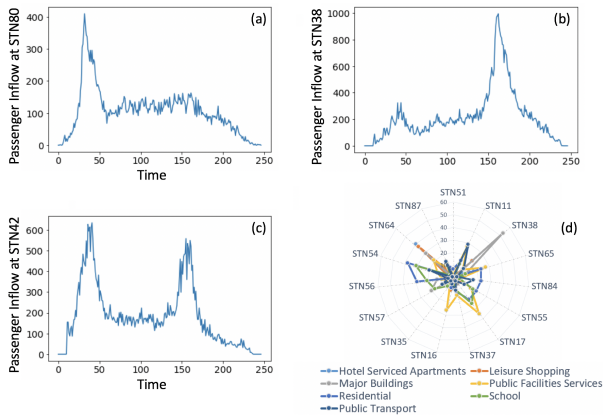 (a)
Passenger Inflow at STN80
400
300
200
100
0
0 50 100 150 200 250
Time
(b)
Passenger Inflow at STN38
1000
800
600
400
200
0
0 50 100 150 200 250
Time
(c)
Passenger Inflow at STN42
600
500
400
300
200
100
0
0 50 100 150 200 250
Time
(d)
STN51
STN11
STN38
STN65
STN84
STN55
STN17
STN37
STN16
STN35
STN57
STN56
STN54
STN64
STN87
60
50
40
30
20
10
0
Hotel Serviced Apartments
Leisure Shopping
Major Buildings
Public Facilities Services
Residential
School
Public Transport